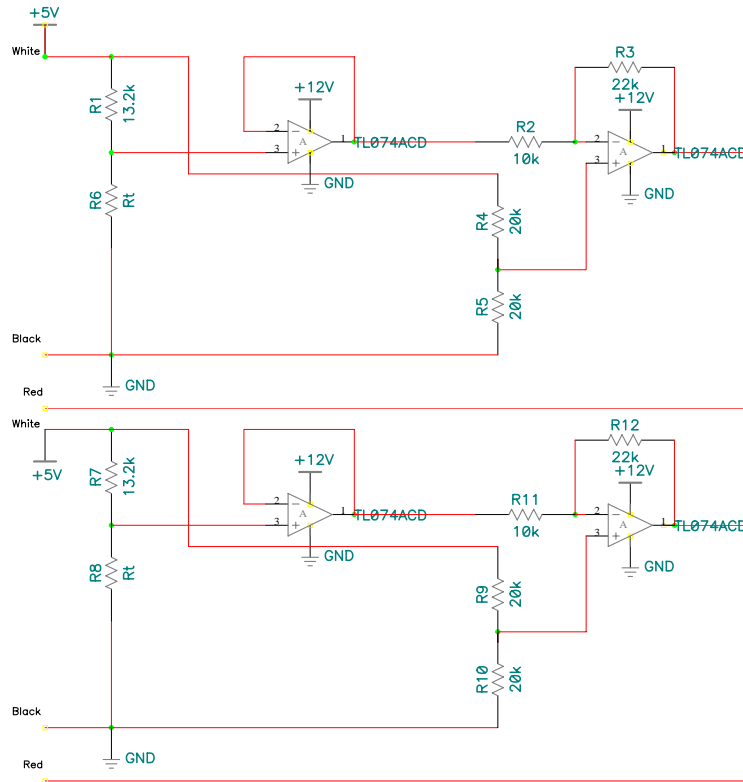 +5V
White
R1
13.2k
R6
Rt
+12V
2
3
1
A
TL074ACD
GND
R2
10k
R3
22k
+12V
2
3
1
A
TL074ACD
GND
R4
20k
R5
20k
Black
GND
Red
White
+5V
R7
13.2k
R8
Rt
+12V
2
3
1
A
TL074ACD
GND
R11
10k
R12
22k
+12V
2
3
1
A
TL074ACD
GND
R9
20k
R10
20k
Black
GND
Red